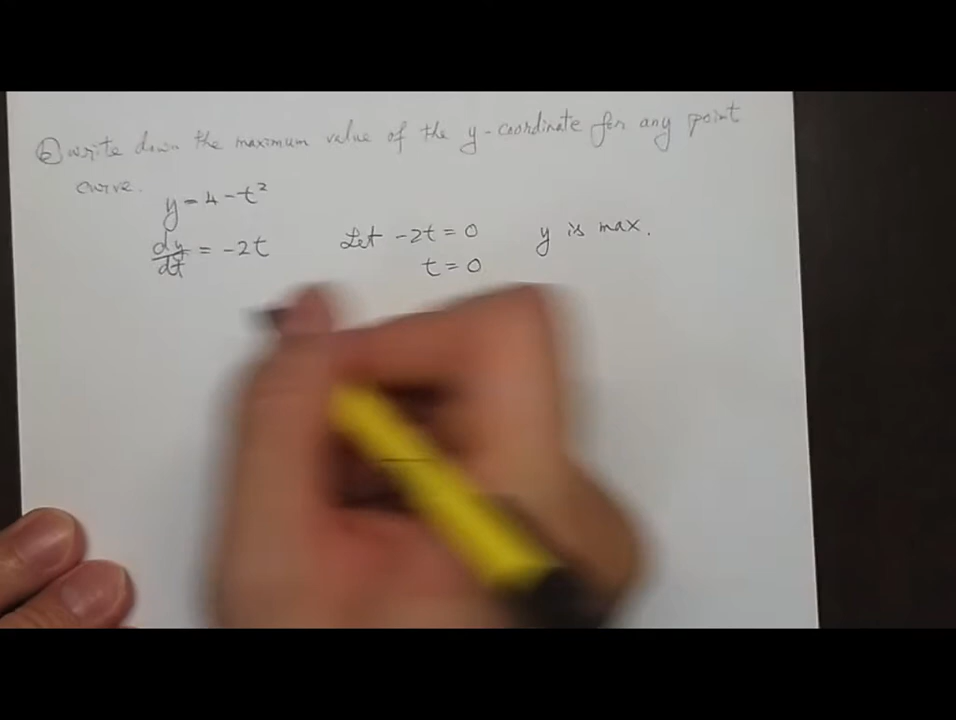 (b) write down the maximum value of the y-coordinate for any point
curve.
y = 4 - t²
dy/dt = -2t Let -2t = 0 y is max.
t = 0